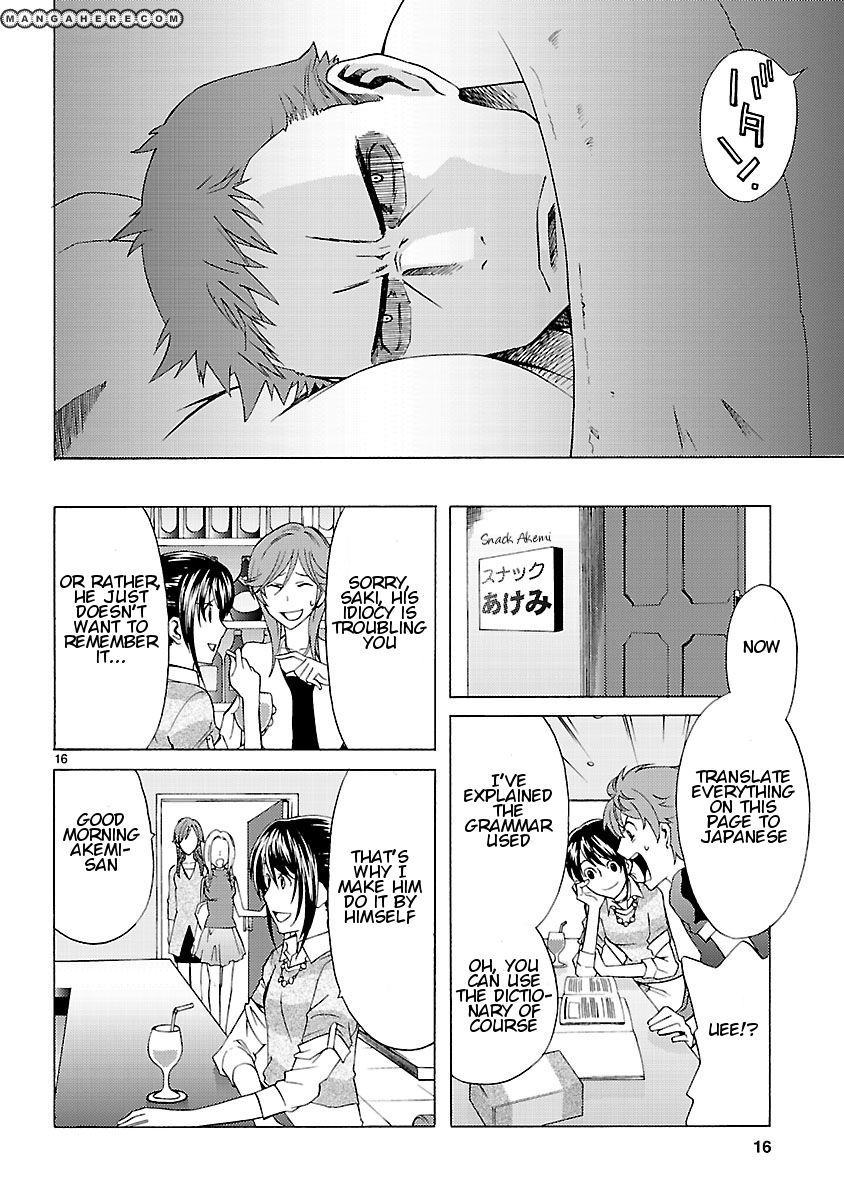 MANGAHERE.COM
バタン.
Snack Akemi
スナック
あけみ
NOW
TRANSLATE
EVERYTHING
ON THIS
PAGE TO
JAPANESE
UEE!?
I'VE
EXPLAINED
THE
GRAMMAR
USED
OH, YOU
CAN USE
THE DICTIO-
NARY OF
COURSE
SORRY,
SAKI, HIS
IDIOCY IS
TROUBLING
YOU
OR RATHER,
HE JUST
DOESN'T
WANT TO
REMEMBER
IT...
16
THAT'S
WHY I
MAKE HIM
DO IT BY
HIMSELF
GOOD
MORNING
AKEMI-
SAN
16